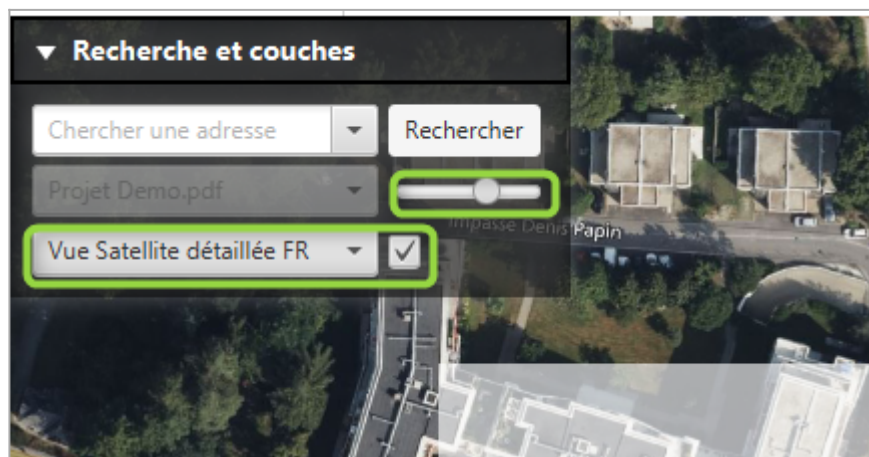 Recherche et couches
Chercher une adresse
Rechercher
Projet Demo.pdf
Impasse Denis Papin
Vue Satellite détaillée FR